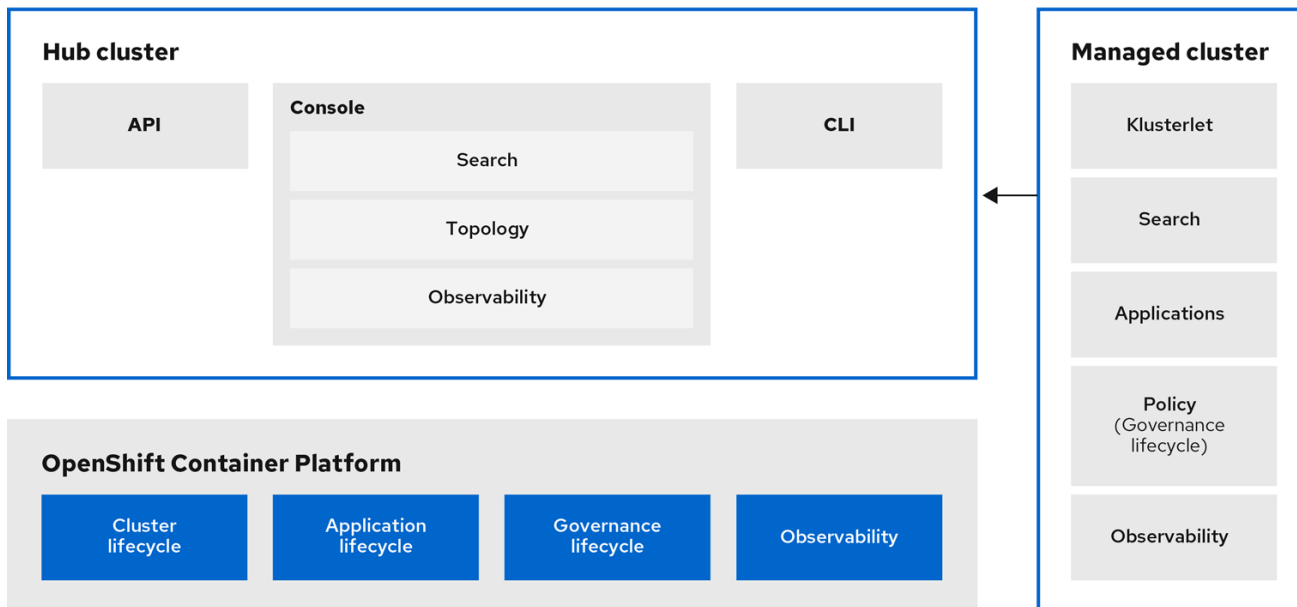 Hub cluster
API
Console
Search
Topology
Observability
CLI
OpenShift Container Platform
Cluster
lifecycle
Application
lifecycle
Governance
lifecycle
Observability
Managed cluster
Klusterlet
Search
Applications
Policy
(Governance
lifecycle)
Observability